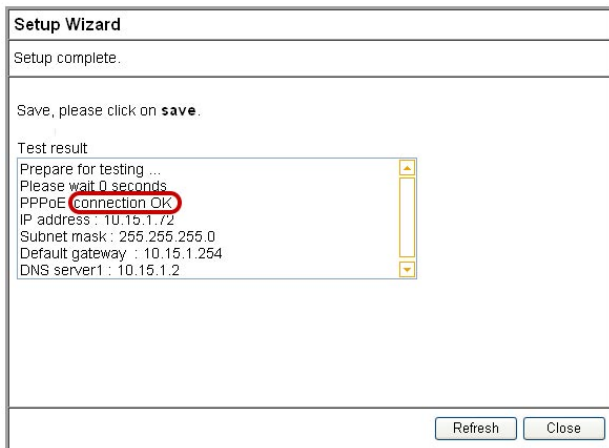 Setup Wizard
Setup complete.
Save, please click on save.
Test result
Prepare for testing ...
Please wait 0 seconds
PPPoE connection OK
IP address : 10.15.1.72
Subnet mask : 255.255.255.0
Default gateway : 10.15.1.254
DNS server1 : 10.15.1.2
Refresh Close